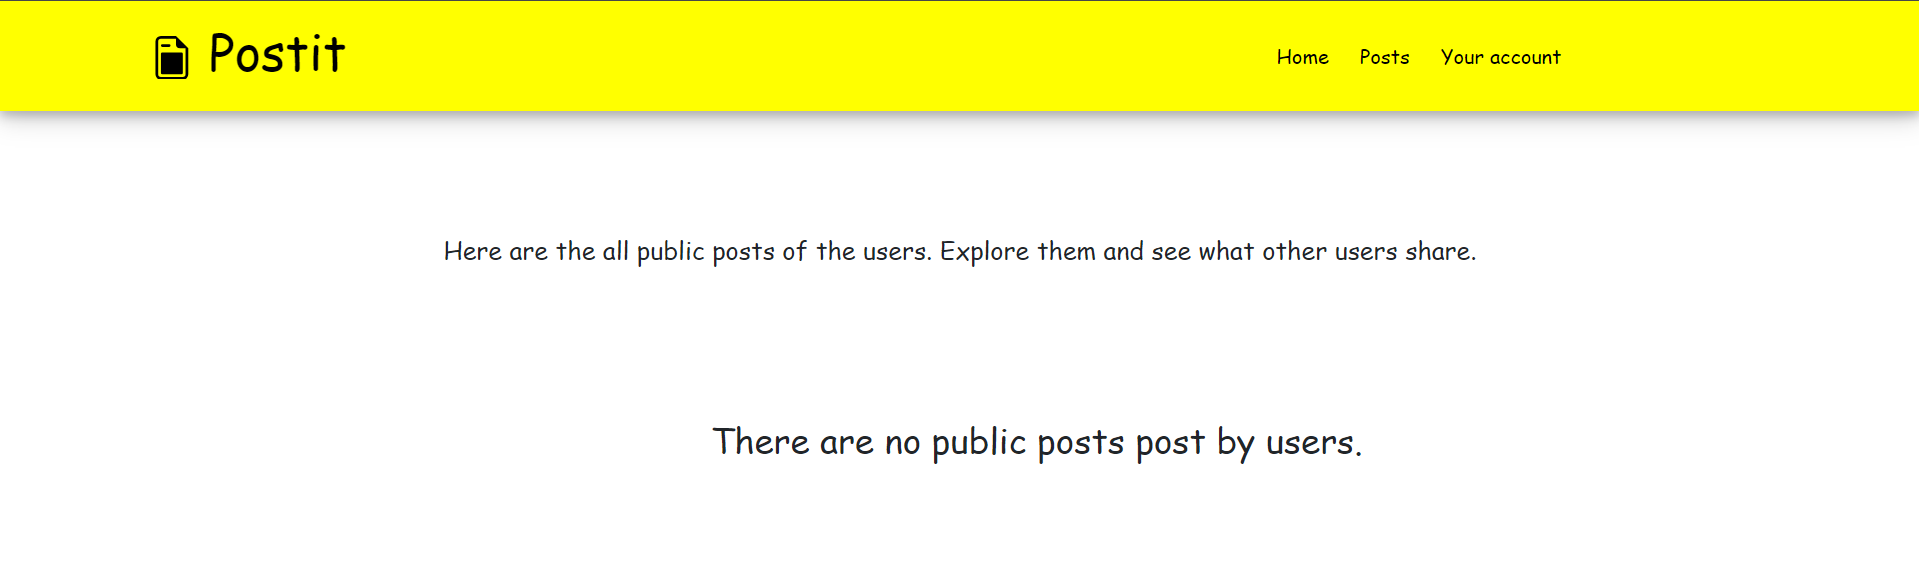 Postit
Home Posts Your account
Here are the all public posts of the users. Explore them and see what other users share.
There are no public posts post by users.